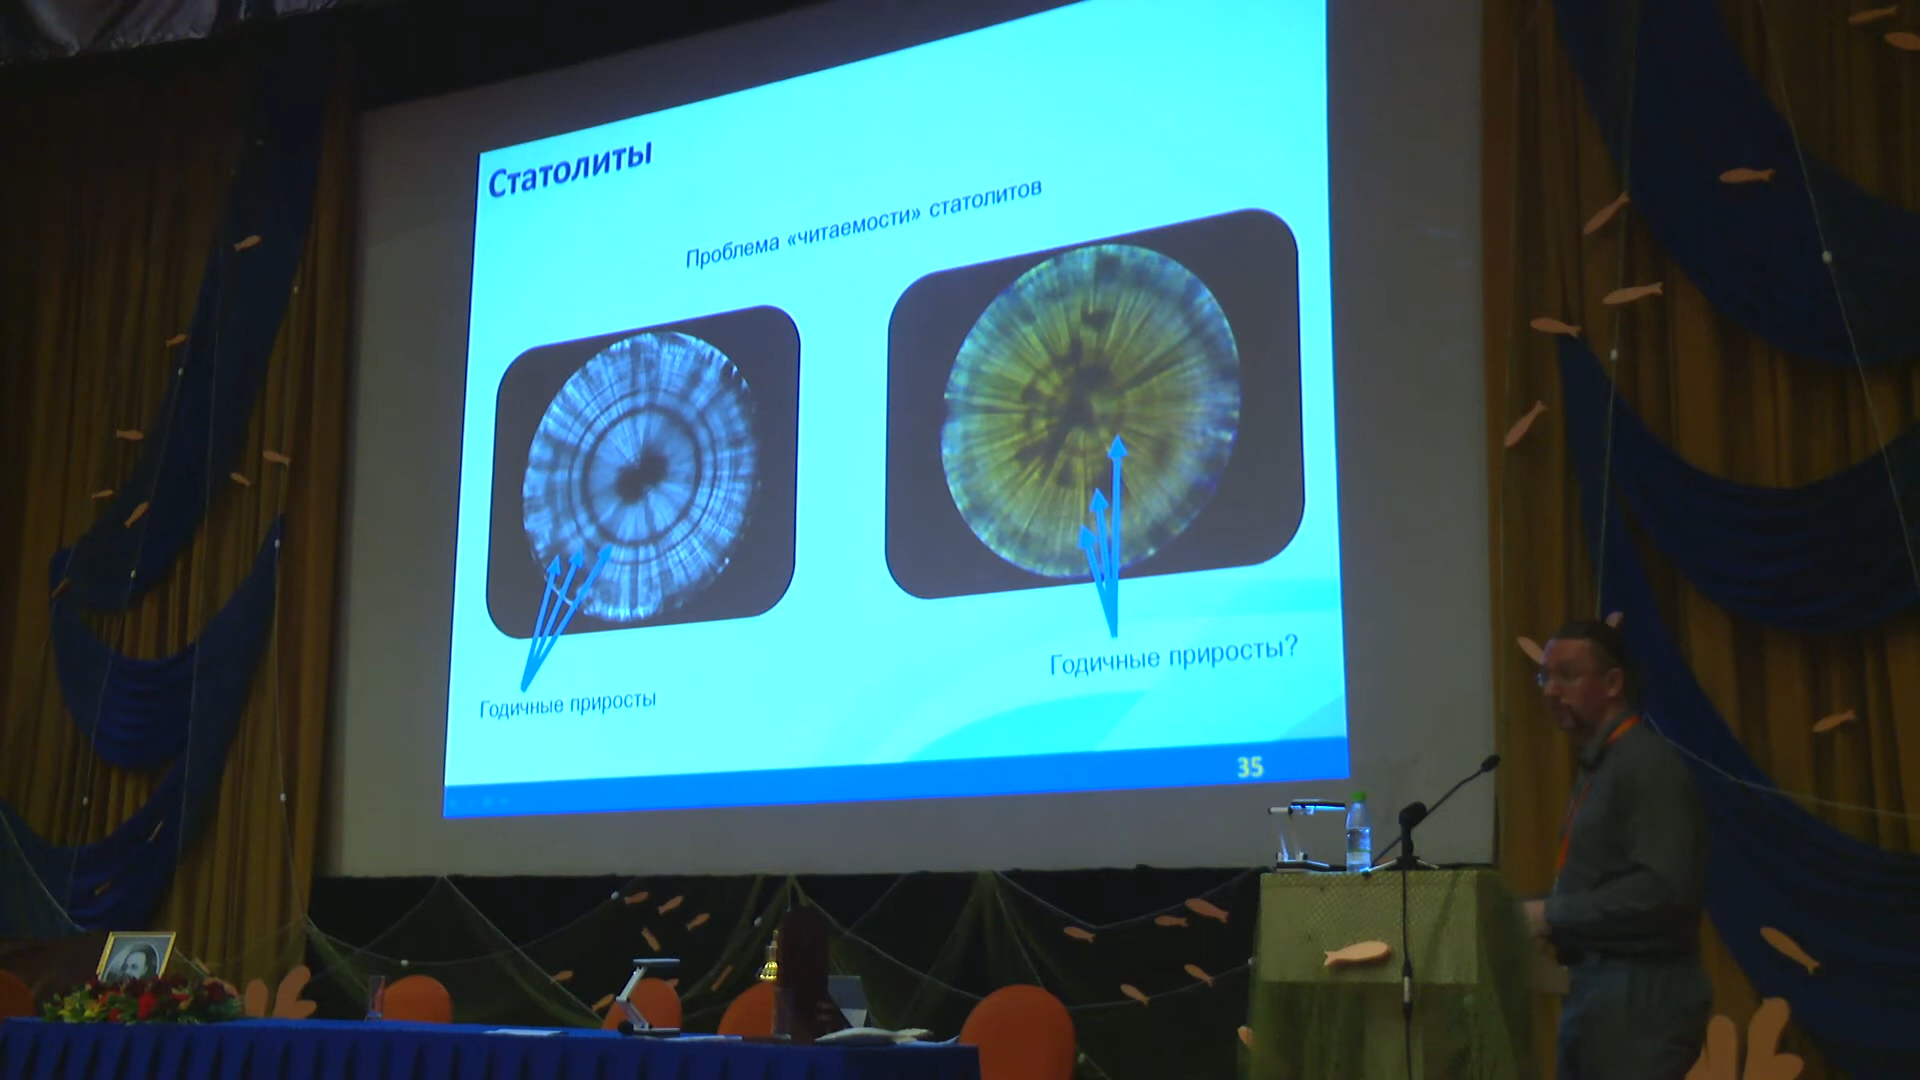 Статолиты
Проблема «читаемости» статолитов
Годичные приросты?
Годичные приросты
35